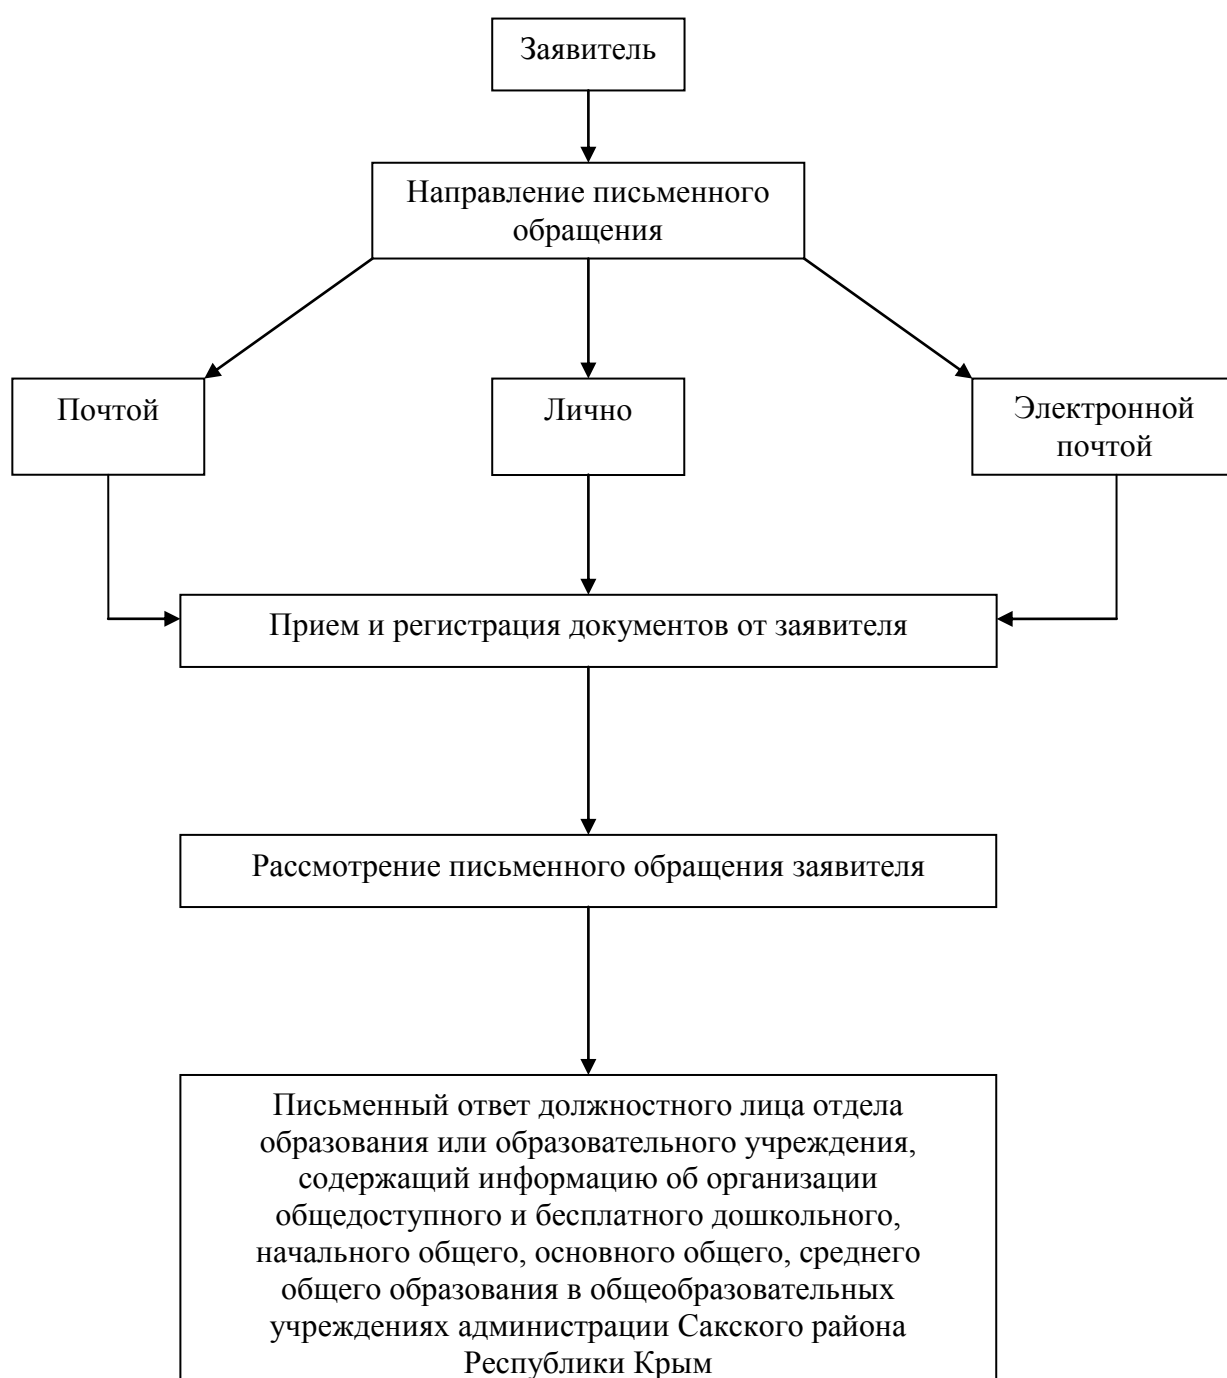 Заявитель
Направление письменного
обращения
Почтой
Лично
Электронной
почтой
Прием и регистрация документов от заявителя
Рассмотрение письменного обращения заявителя
Письменный ответ должностного лица отдела
образования или образовательного учреждения,
содержащий информацию об организации
общедоступного и бесплатного дошкольного,
начального общего, основного общего, среднего
общего образования в общеобразовательных
учреждениях администрации Сакского района
Республики Крым